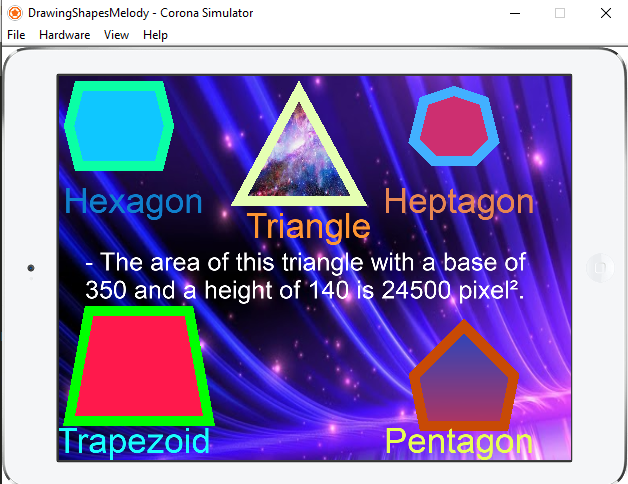 DrawingShapesMelody - Corona Simulator
File Hardware View Help
Hexagon
Triangle
Heptagon
- The area of this triangle with a base of
350 and a height of 140 is 24500 pixel².
Trapezoid
Pentagon